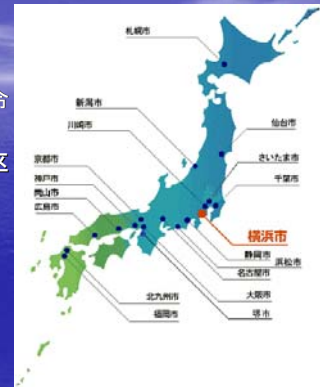 命
区
札幌市
新潟市
川崎市
仙台市
さいたま市
千葉市
京都市
神戸市
岡山市
広島市
横浜市
静岡市
浜松市
名古屋市
大阪市
堺市
北九州市
福岡市